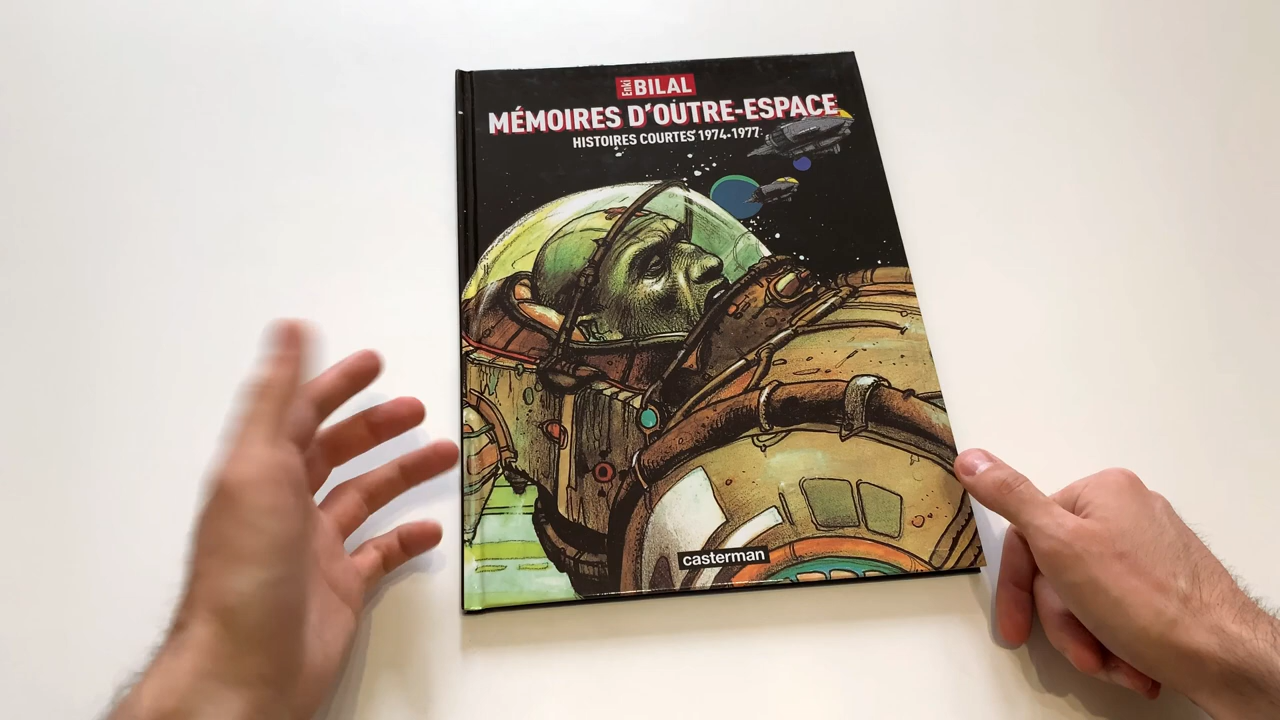 Enki BILAL
MÉMOIRES D'OUTRE-ESPACE
HISTOIRES COURTES 1974-1977
casterman